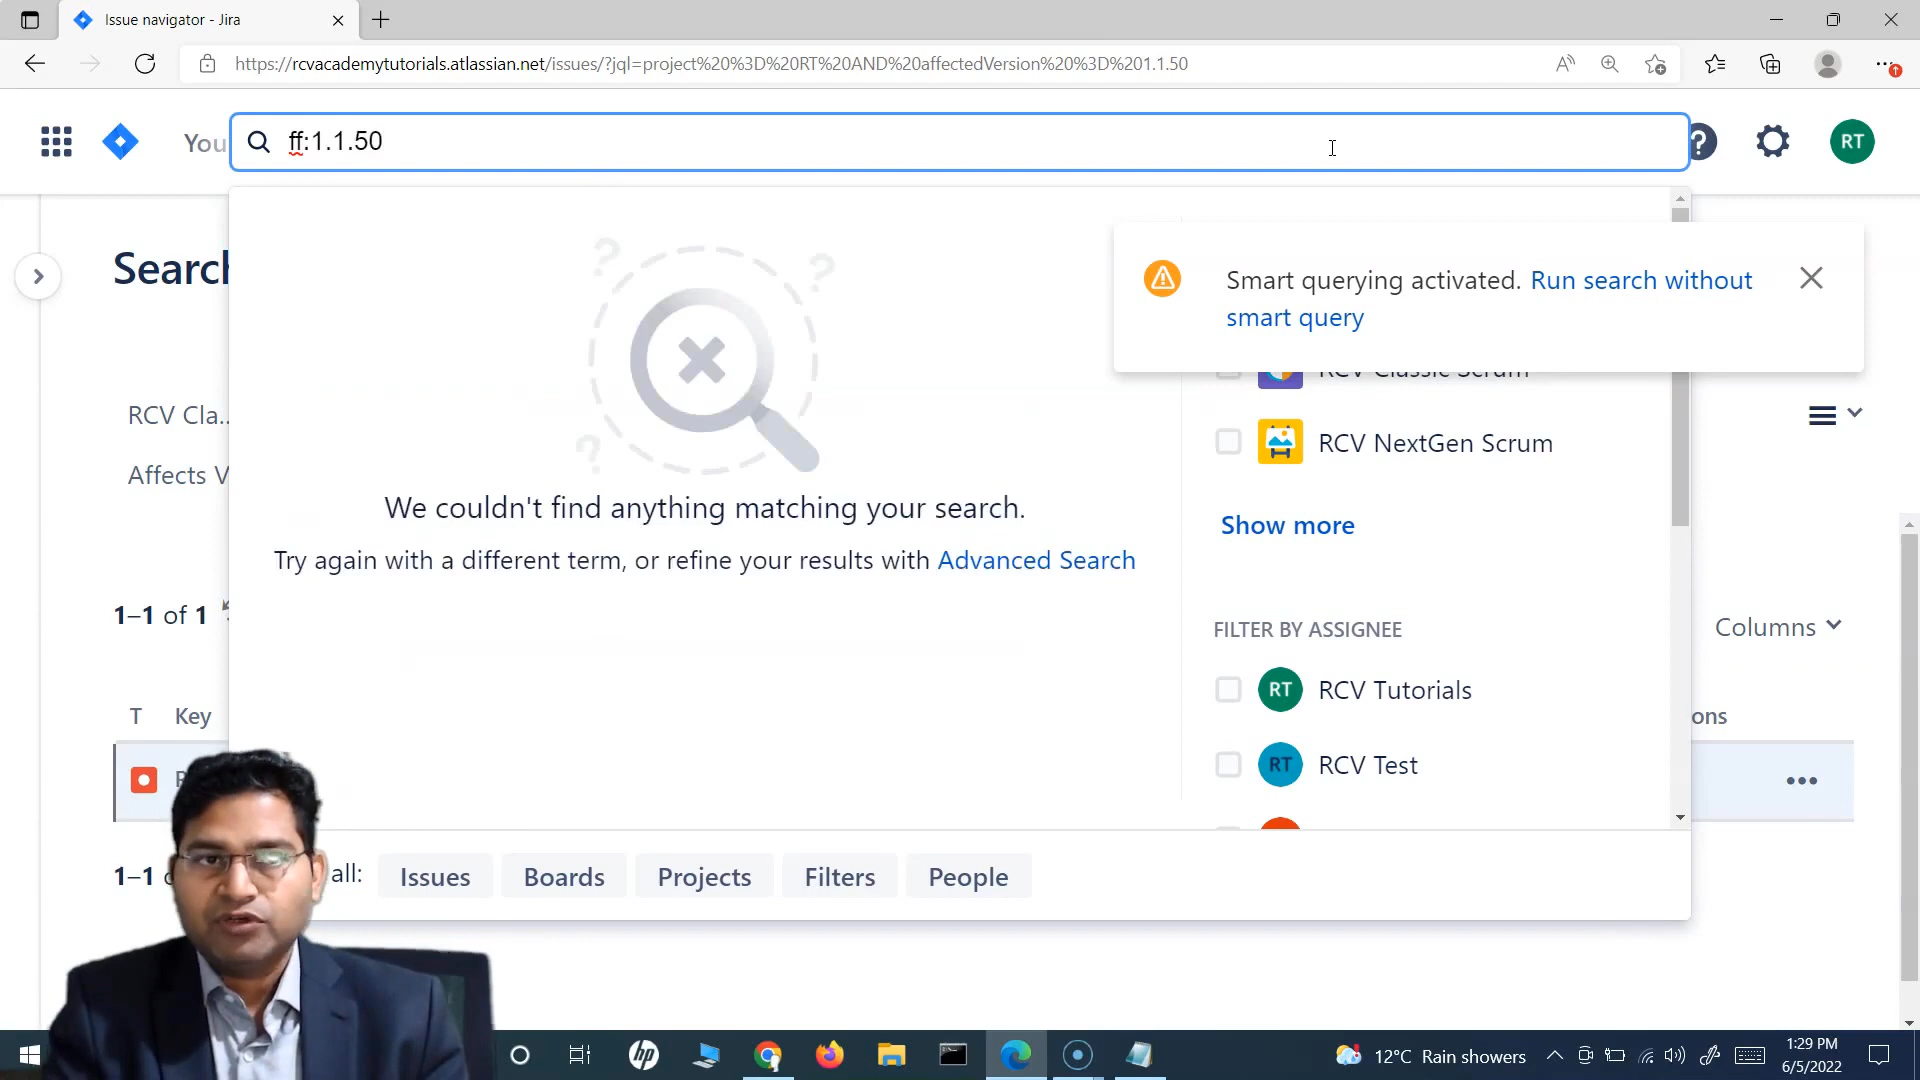 Issue navigator - Jira
https://rcvacademytutorials.atlassian.net/issues/?jql=project%20%3D%20RT%20AND%20affectedVersion%20%3D%201.1.50
You
ff:1.1.50
?
RT
Search
Smart querying activated. Run search without
smart query
RCV Classic Scrum
RCV Cla..
RCV NextGen Scrum
Affects V
We couldn't find anything matching your search.
Show more
Try again with a different term, or refine your results with Advanced Search
1–1 of 1
FILTER BY ASSIGNEE
Columns
RT RCV Tutorials
T Key
ons
RT RCV Test
1–1
all:
Issues
Boards
Projects
Filters
People
12°C Rain showers
1:29 PM
6/5/2022